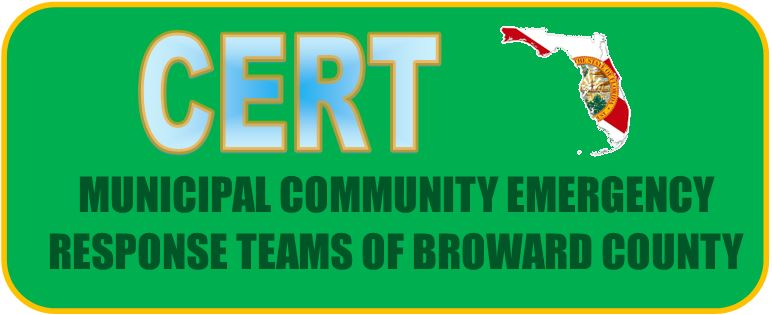 CERT
MUNICIPAL COMMUNITY EMERGENCY
RESPONSE TEAMS OF BROWARD COUNTY